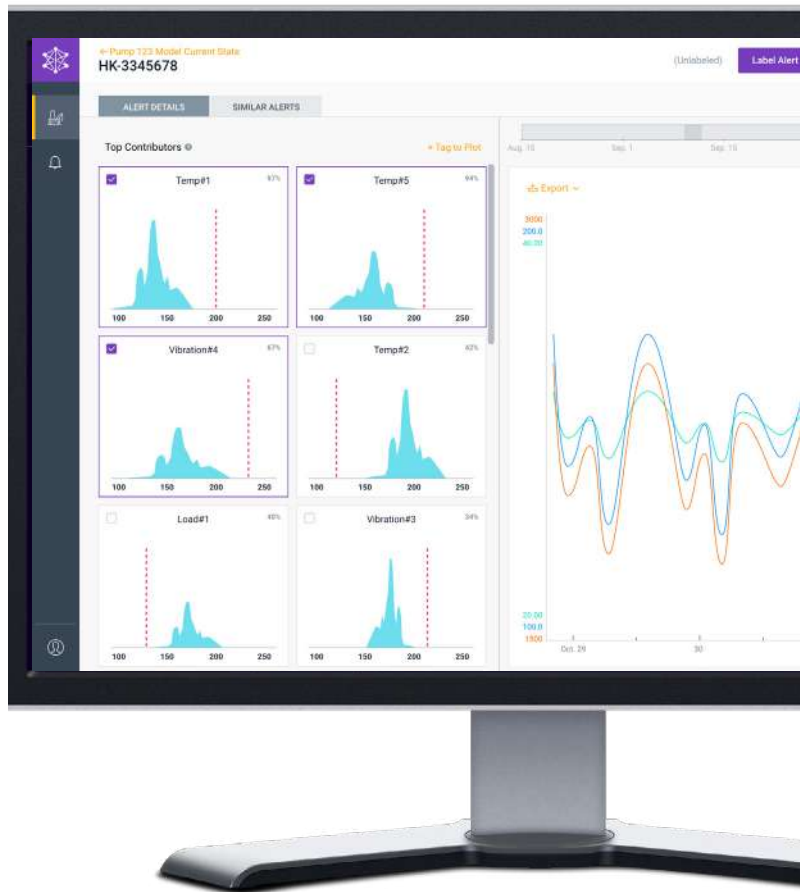 ← Pump 123 Model Current State
HK-3345678
(Unlabeled)
Label Alert
ALERT DETAILS
SIMILAR ALERTS
Top Contributors
+ Tag to Plot
Aug. 15
Sep. 1
Sep. 15
Temp#1
97%
100 150 200 250
Temp#5
94%
100 150 200 250
Vibration#4
67%
100 150 200 250
Temp#2
42%
100 150 200 250
Load#1
40%
100 150 200 250
Vibration#3
34%
100 150 200 250
Export
3000
200.0
40.00
20.00
100.0
1500
Oct. 29
30